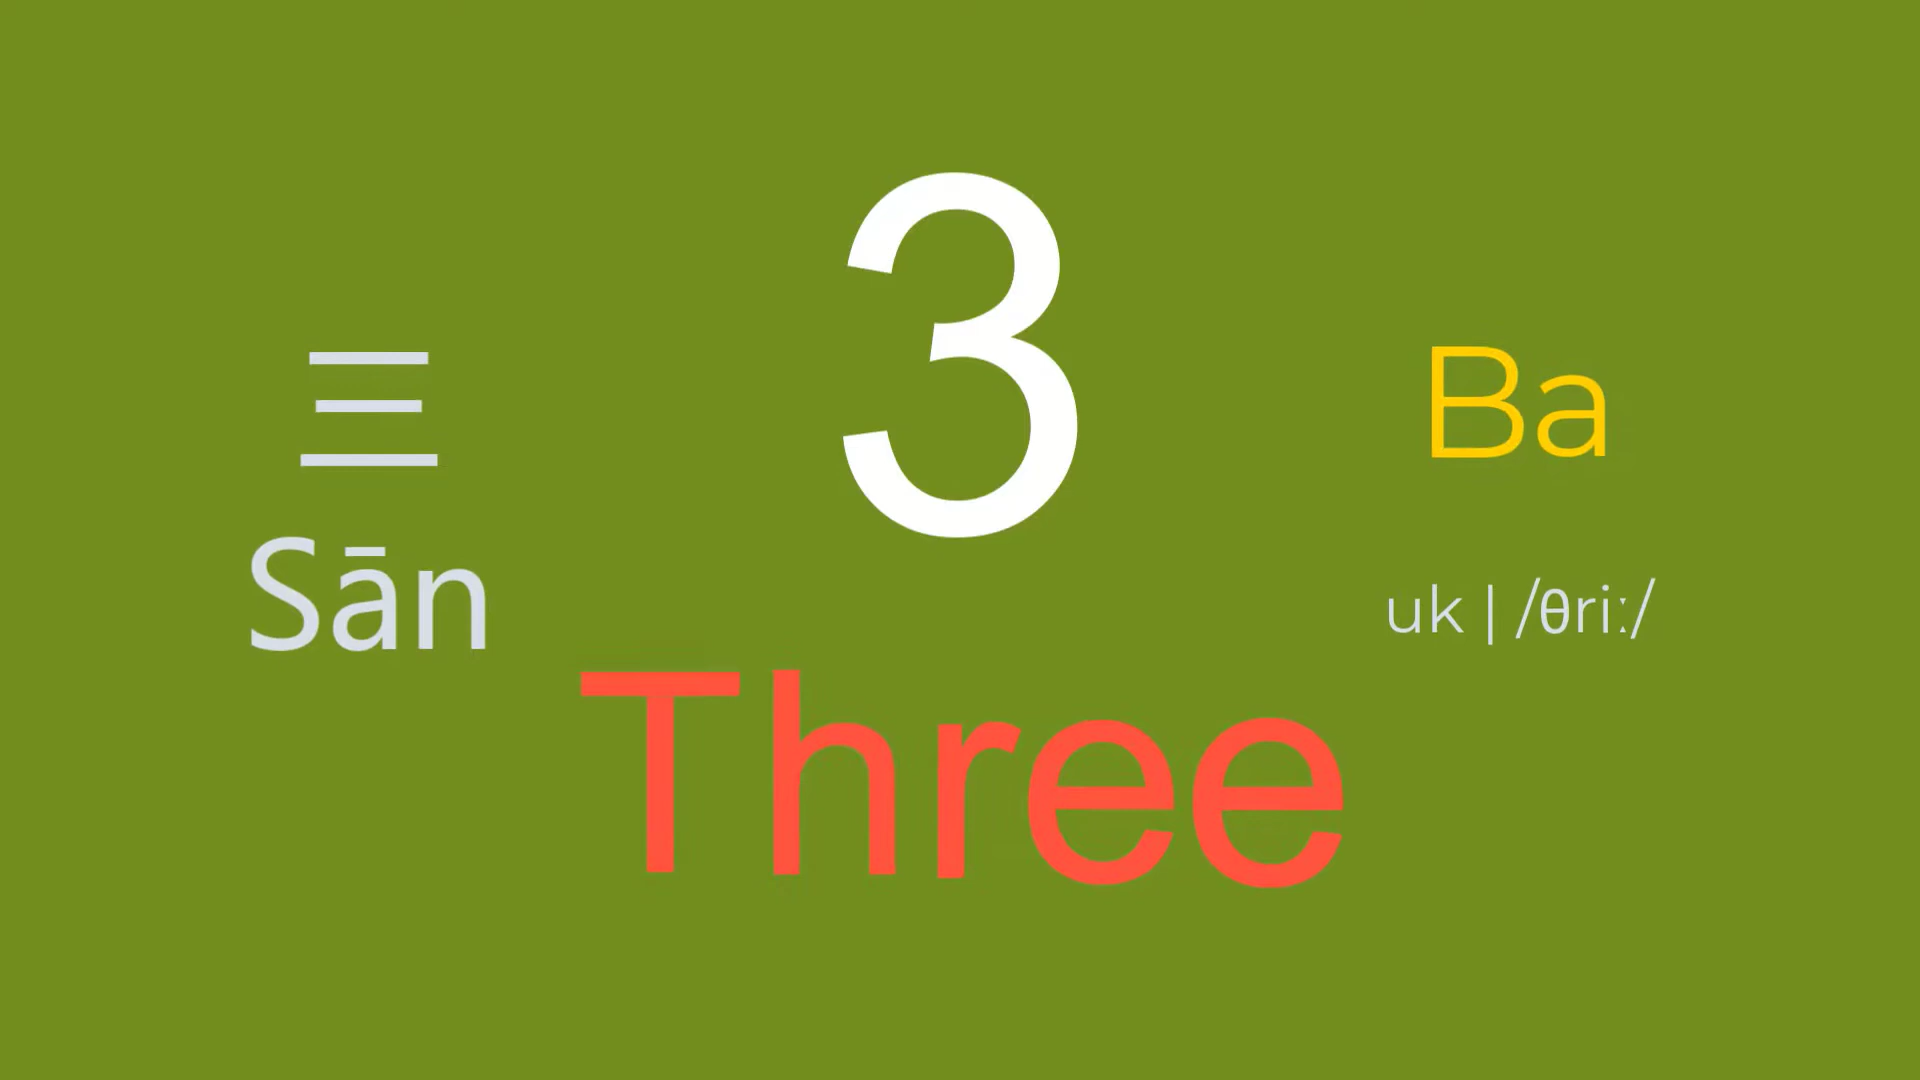 3
三
Sān
Ba
uk | /θriː/
Three